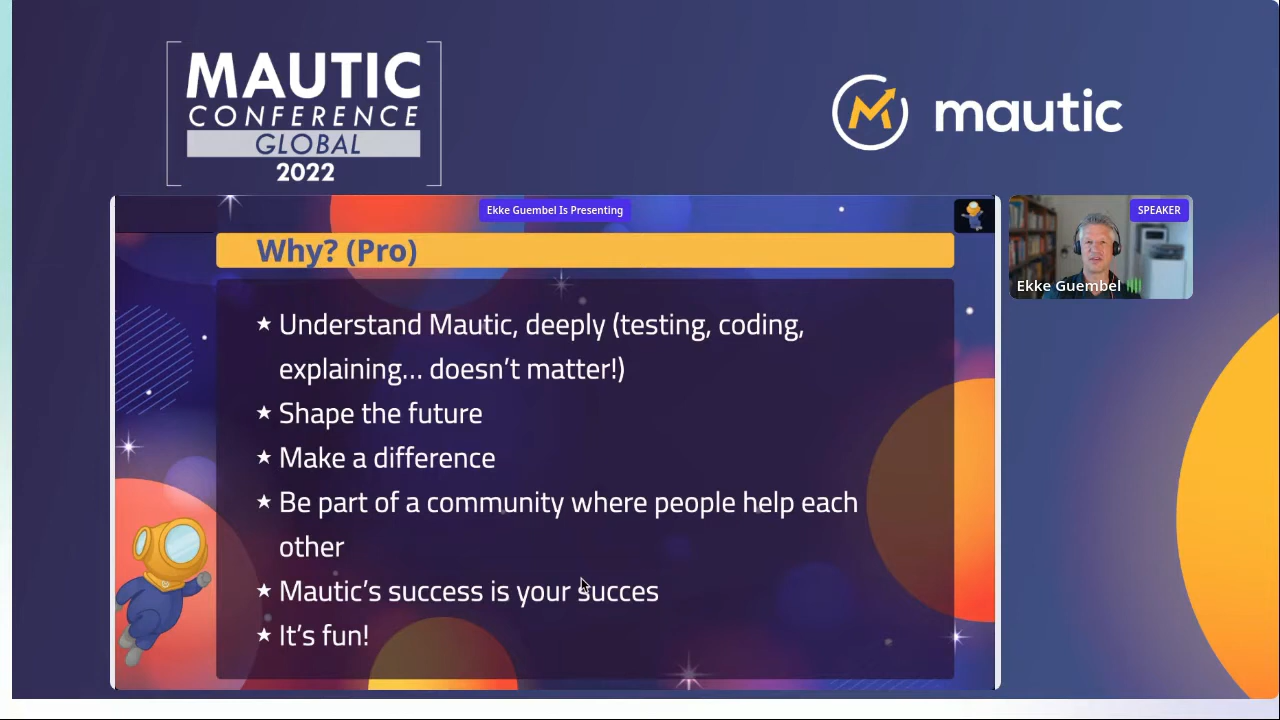 MAUTIC
CONFERENCE
GLOBAL
2022
mautic
Ekke Guembel Is Presenting
SPEAKER
Ekke Guembel
Why? (Pro)
Understand Mautic, deeply (testing, coding,
explaining... doesn't matter!)
Shape the future
Make a difference
Be part of a community where people help each
other
Mautic's success is your succes
It's fun!